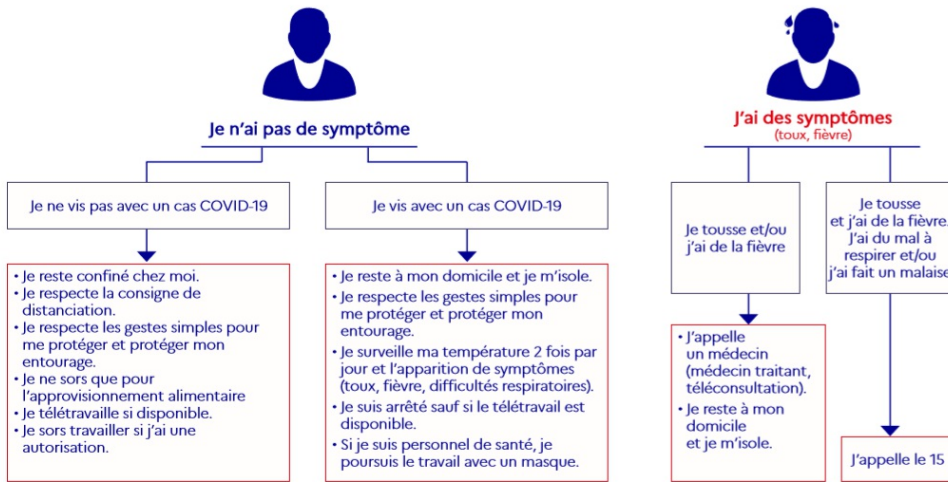 Je n'ai pas de symptôme
Je ne vis pas avec un cas COVID-19
• Je reste confiné chez moi.
• Je respecte la consigne de
distanciation.
• Je respecte les gestes simples pour
me protéger et protéger mon
entourage.
• Je ne sors que pour
l'approvisionnement alimentaire
• Je télétravaille si disponible.
• Je sors travailler si j'ai une
autorisation.
Je vis avec un cas COVID-19
• Je reste à mon domicile et je m'isole.
• Je respecte les gestes simples pour
me protéger et protéger mon
entourage.
• Je surveille ma température 2 fois par
jour et l'apparition de symptômes
(toux, fièvre, difficultés respiratoires).
• Je suis arrêté sauf si le télétravail est
disponible.
• Si je suis personnel de santé, je
poursuis le travail avec un masque.
J'ai des symptômes
(toux, fièvre)
Je tousse et/ou
j'ai de la fièvre
• J'appelle
un médecin
(médecin traitant,
téléconsultation).
• Je reste à mon
domicile
et je m'isole.
Je tousse
et j'ai de la fièvre.
J'ai du mal à
respirer et/ou
j'ai fait un malaise
J'appelle le 15